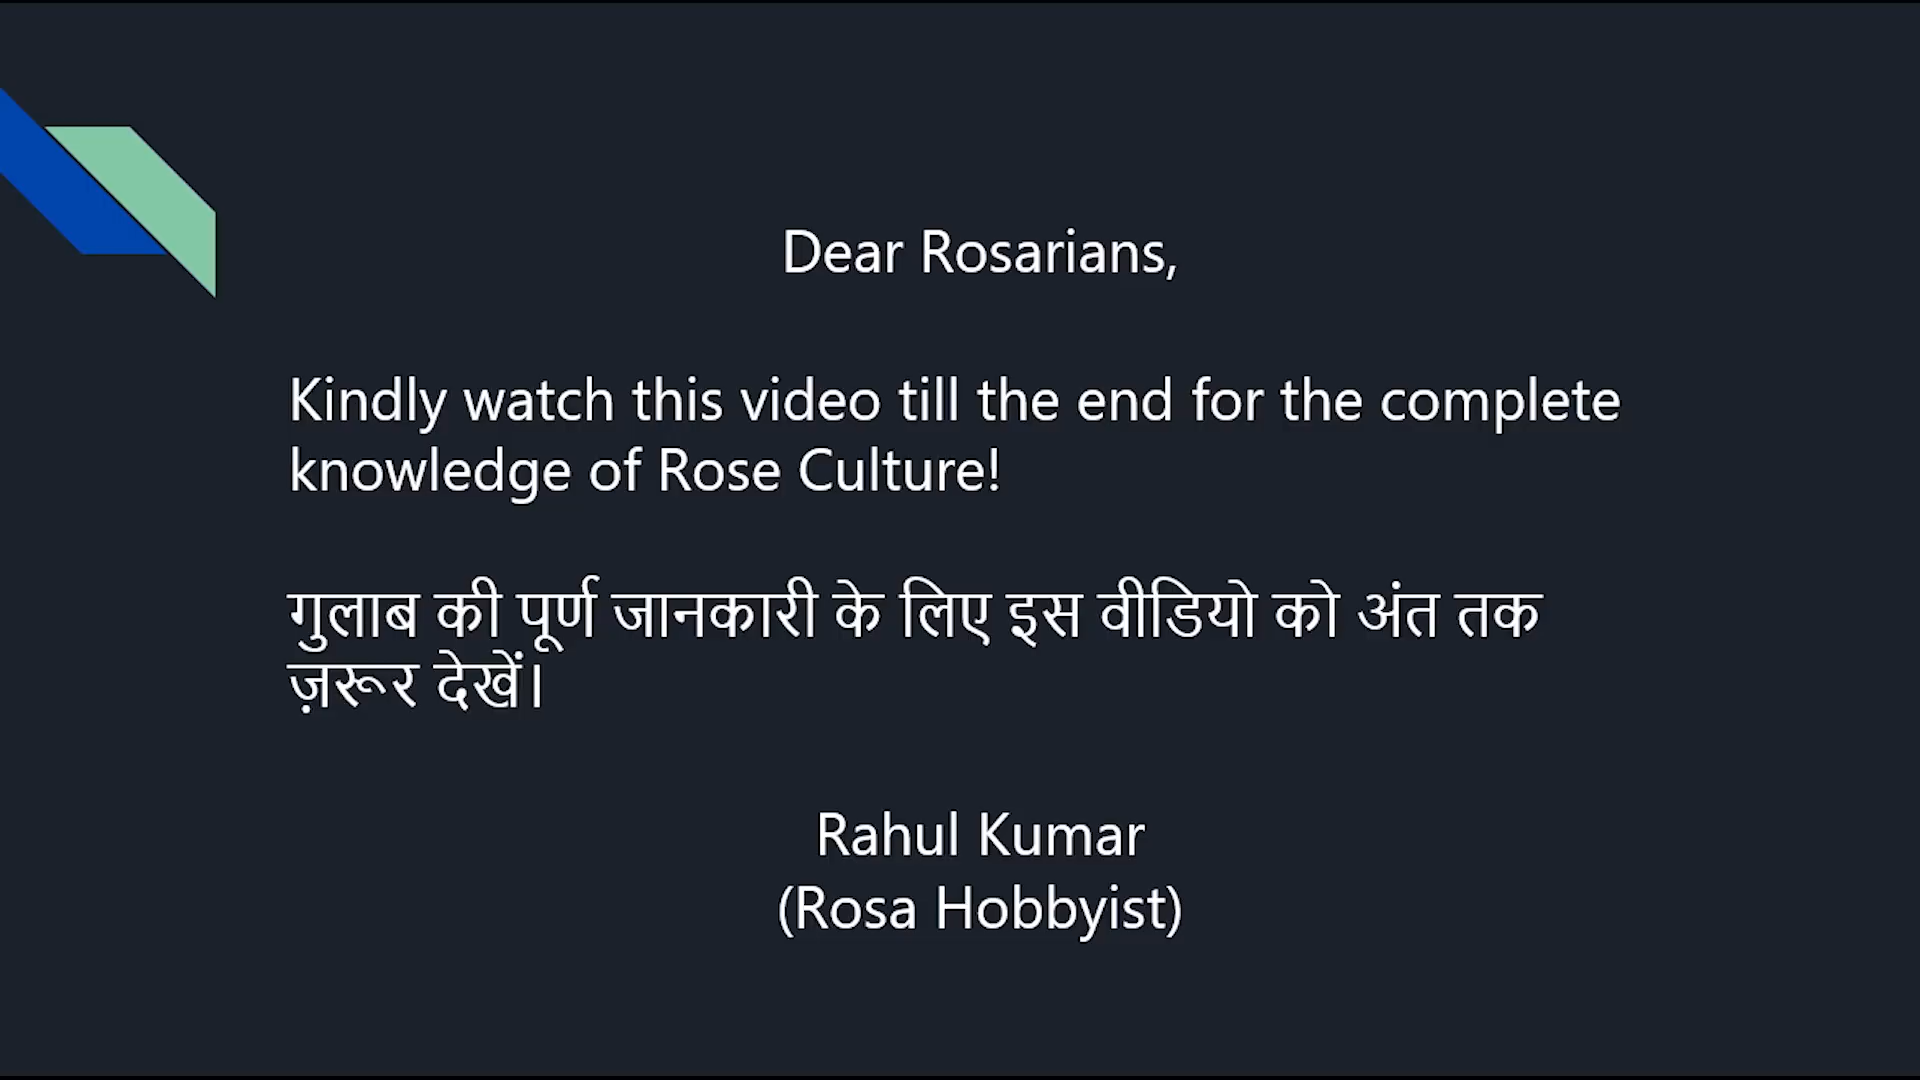 Dear Rosarians,
Kindly watch this video till the end for the complete
knowledge of Rose Culture!
गुलाब की पूर्ण जानकारी के लिए इस वीडियो को अंत तक
ज़रूर देखें।
Rahul Kumar
(Rosa Hobbyist)